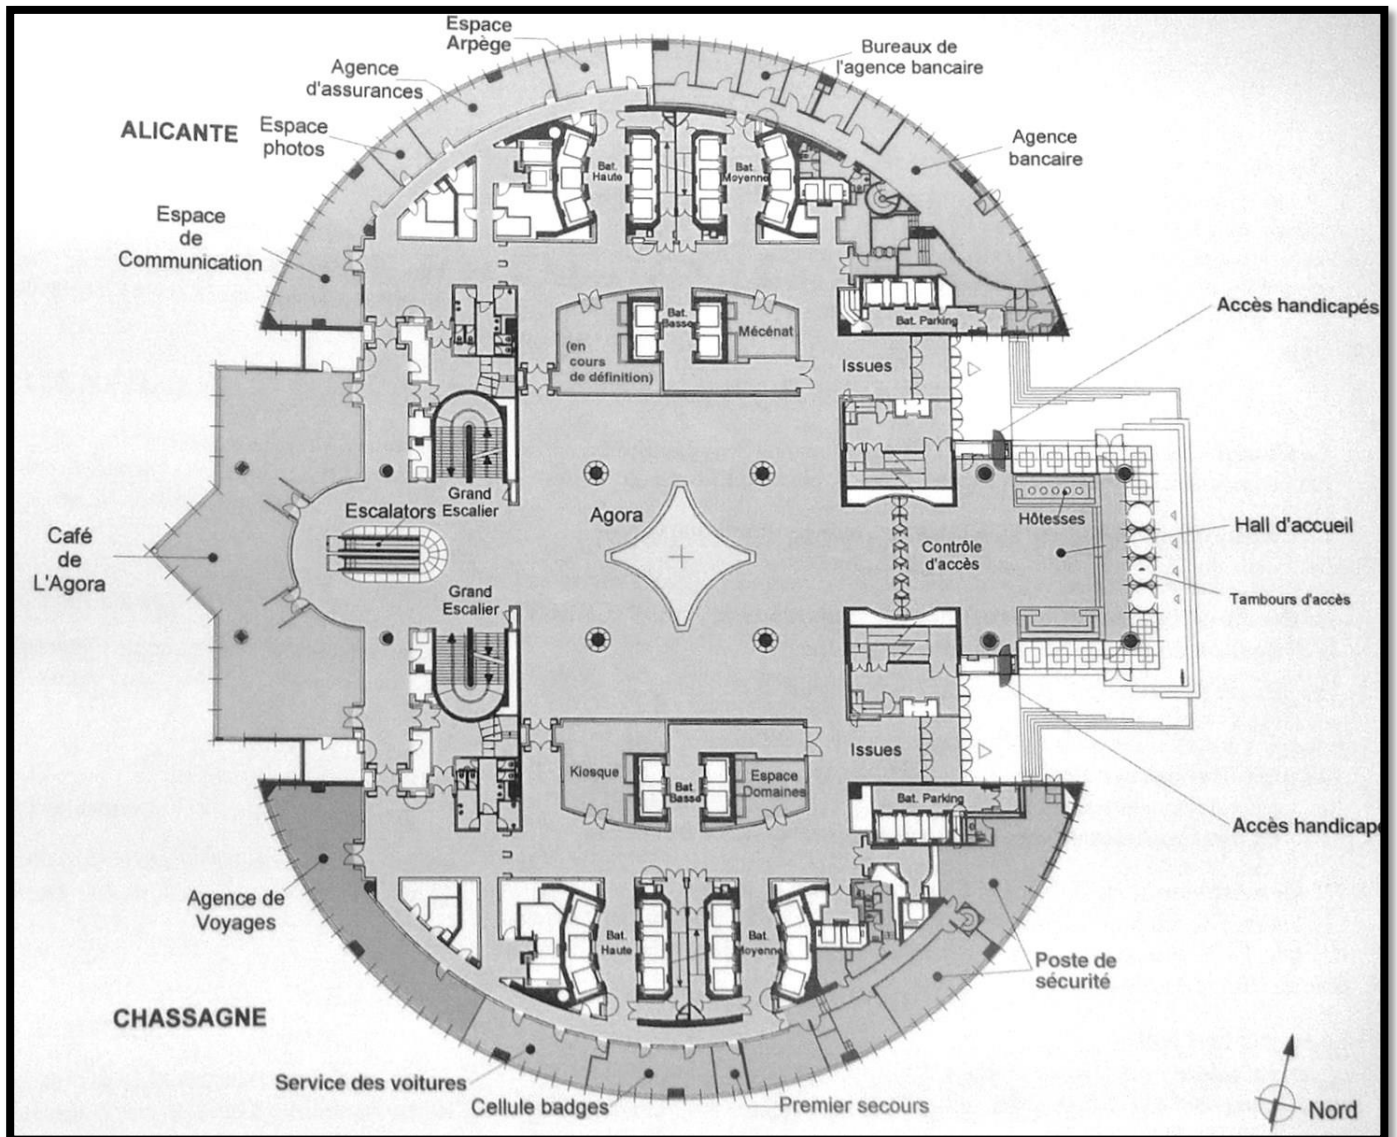 Espace
Arpège
Bureaux de
l'agence bancaire
Agence
d'assurances
ALICANTE
Espace
photos
Agence
bancaire
Bat.
Haute
Bat.
Moyenne
Espace
de
Communication
Accès handicapés
Bat.
Basse
Mécénat
Bat. Parking
(en
cours
de définition)
Issues
Grand
Escalier
Escalators
Agora
Hôtesses
Hall d'accueil
Café
de
L'Agora
Contrôle
d'accès
Grand
Escalier
Tambours d'accès
Issues
Kiosque
Bat.
Basse
Espace
Domaines
Bat. Parking
Accès handicapé
Agence de
Voyages
Bat.
Haute
Bat.
Moyenne
Poste de
sécurité
CHASSAGNE
Service des voitures
Cellule badges
Premier secours
Nord